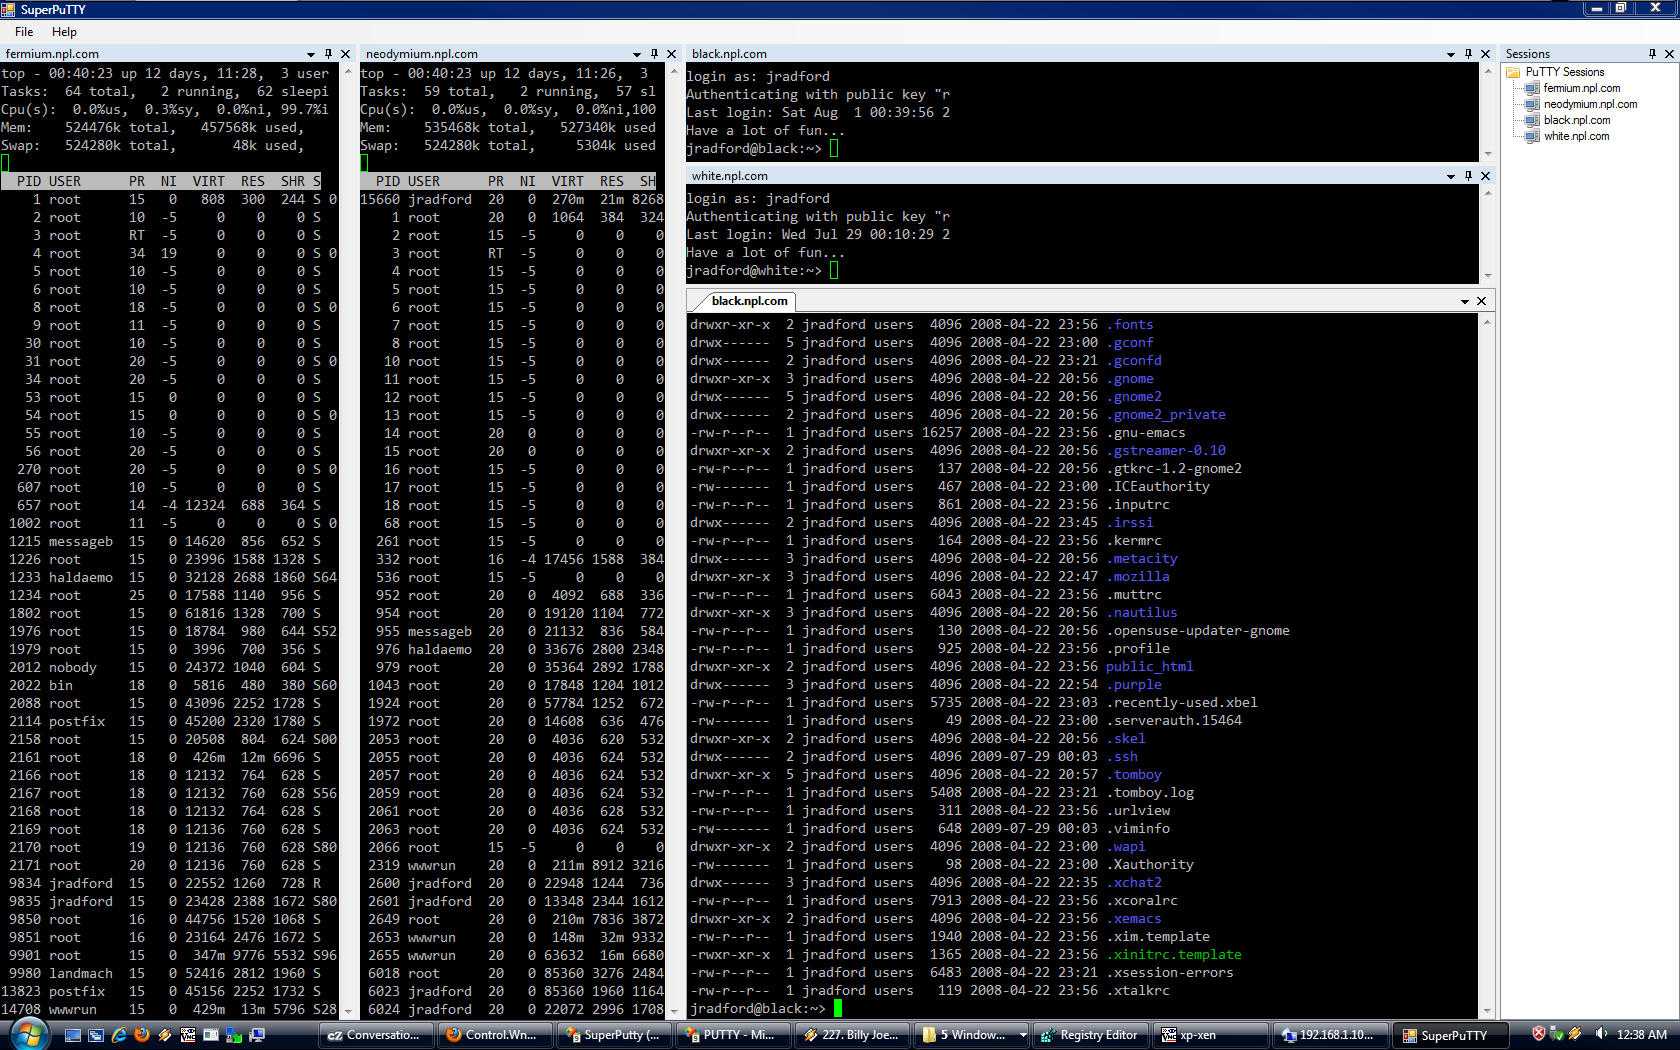 SuperPuTTY
File Help
fermium.npl.com
top - 00:40:23 up 12 days, 11:28,  3 user
Tasks:  64 total,   2 running,  62 sleepi
Cpu(s):  0.0%us,  0.3%sy,  0.0%ni, 99.7%i
Mem:    524476k total,   457568k used,
Swap:   524280k total,       48k used,
PID USER      PR  NI  VIRT  RES  SHR S
1 root      15   0   808  300  244 S 0
2 root      10  -5     0    0    0 S
3 root      RT  -5     0    0    0 S
4 root      34  19     0    0    0 S 0
5 root      10  -5     0    0    0 S
6 root      10  -5     0    0    0 S
8 root      18  -5     0    0    0 S 0
9 root      11  -5     0    0    0 S
30 root      10  -5     0    0    0 S
31 root      20  -5     0    0    0 S 0
34 root      20  -5     0    0    0 S
53 root      15   0     0    0    0 S
54 root      15   0     0    0    0 S 0
55 root      10  -5     0    0    0 S
56 root      20  -5     0    0    0 S
270 root      20  -5     0    0    0 S 0
607 root      10  -5     0    0    0 S
657 root      14  -4 12324  688  364 S
1002 root      11  -5     0    0    0 S 0
1215 messageb  15   0 14620  856  652 S
1226 root      15   0 23996 1588 1328 S
1233 haldaemo  15   0 32128 2688 1860 S64
1234 root      25   0 17588 1140  956 S
1802 root      15   0 61816 1328  700 S
1976 root      15   0 18784  980  644 S52
1979 root      15   0  3996  700  356 S
2012 nobody    15   0 24372 1040  604 S
2022 bin       18   0  5816  480  380 S60
2088 root      15   0 43096 2252 1728 S
2114 postfix   15   0 45200 2320 1780 S
2158 root      15   0 20508  804  624 S00
2161 root      18   0  426m  12m 6696 S
2166 root      18   0 12132  764  628 S
2167 root      18   0 12132  760  628 S56
2168 root      18   0 12132  764  628 S
2169 root      18   0 12136  760  628 S
2170 root      19   0 12136  760  628 S80
2171 root      20   0 12136  760  628 S
9834 jradford  15   0 22552 1260  728 R
9835 jradford  15   0 23428 2388 1672 S80
9850 root      16   0 44756 1520 1068 S
9851 root      16   0 23164 2476 1672 S
9901 root      15   0  347m 9776 5532 S96
9980 landmach  15   0 52416 2812 1960 S
13823 postfix   15   0 45156 2252 1732 S
14708 wwwrun    15   0  429m  13m 5796 S28
neodymium.npl.com
top - 00:40:23 up 12 days, 11:26,  3
Tasks:  59 total,   2 running,  57 sl
Cpu(s):  0.0%us,  0.0%sy,  0.0%ni,100
Mem:    535468k total,   527340k used
Swap:   524280k total,     5304k used
PID USER      PR  NI  VIRT  RES  SH
15660 jradford  20   0  270m  21m 8268
1 root      20   0  1064  384  324
2 root      15  -5     0    0    0
3 root      RT  -5     0    0    0
4 root      15  -5     0    0    0
5 root      15  -5     0    0    0
6 root      15  -5     0    0    0
7 root      15  -5     0    0    0
8 root      15  -5     0    0    0
10 root      15  -5     0    0    0
11 root      15  -5     0    0    0
12 root      15  -5     0    0    0
13 root      15  -5     0    0    0
14 root      20   0     0    0    0
15 root      20   0     0    0    0
16 root      15  -5     0    0    0
17 root      15  -5     0    0    0
18 root      15  -5     0    0    0
68 root      15  -5     0    0    0
261 root      15  -5     0    0    0
332 root      16  -4 17456 1588  384
536 root      15  -5     0    0    0
952 root      20   0  4092  688  336
954 root      20   0 19120 1104  772
955 messageb  20   0 21132  836  584
976 haldaemo  20   0 33676 2800 2348
979 root      20   0 35364 2892 1788
1043 root      20   0 17848 1204 1012
1924 root      20   0 57784 1252  672
1972 root      20   0 14608  636  476
2053 root      20   0  4036  620  532
2055 root      20   0  4036  624  532
2057 root      20   0  4036  624  532
2059 root      20   0  4036  624  532
2061 root      20   0  4036  628  532
2063 root      20   0  4036  624  532
2066 root      15  -5     0    0    0
2319 wwwrun    20   0  211m 8912 3216
2600 jradford  20   0 22948 1244  736
2601 jradford  20   0 13348 2344 1612
2649 root      20   0  210m 7836 3872
2653 wwwrun    20   0  148m  32m 9332
2655 wwwrun    20   0 63632  16m 6680
6018 root      20   0 85360 3276 2484
6023 jradford  20   0 85360 1960 1164
6024 jradford  20   0 22072 2996 1708
black.npl.com
login as: jradford
Authenticating with public key "r
Last login: Sat Aug  1 00:39:56 2
Have a lot of fun...
jradford@black:~>
white.npl.com
login as: jradford
Authenticating with public key "r
Last login: Wed Jul 29 00:10:29 2
Have a lot of fun...
jradford@white:~>
black.npl.com
drwxr-xr-x  2 jradford users  4096 2008-04-22 23:56 .fonts
drwx------  5 jradford users  4096 2008-04-22 23:00 .gconf
drwx------  2 jradford users  4096 2008-04-22 23:21 .gconfd
drwxr-xr-x  3 jradford users  4096 2008-04-22 20:56 .gnome
drwx------  5 jradford users  4096 2008-04-22 20:56 .gnome2
drwx------  2 jradford users  4096 2008-04-22 20:56 .gnome2_private
-rw-r--r--  1 jradford users 16257 2008-04-22 23:56 .gnu-emacs
drwxr-xr-x  2 jradford users  4096 2008-04-22 20:56 .gstreamer-0.10
-rw-r--r--  1 jradford users   137 2008-04-22 20:56 .gtkrc-1.2-gnome2
-rw-------  1 jradford users   467 2008-04-22 23:00 .ICEauthority
-rw-r--r--  1 jradford users   861 2008-04-22 23:56 .inputrc
drwx------  2 jradford users  4096 2008-04-22 23:45 .irssi
-rw-r--r--  1 jradford users   164 2008-04-22 23:56 .kermrc
drwx------  3 jradford users  4096 2008-04-22 20:56 .metacity
drwxr-xr-x  3 jradford users  4096 2008-04-22 22:47 .mozilla
-rw-r--r--  1 jradford users  6043 2008-04-22 23:56 .muttrc
drwxr-xr-x  3 jradford users  4096 2008-04-22 20:56 .nautilus
-rw-r--r--  1 jradford users   130 2008-04-22 20:56 .opensuse-updater-gnome
-rw-r--r--  1 jradford users   925 2008-04-22 23:56 .profile
drwxr-xr-x  2 jradford users  4096 2008-04-22 23:56 public_html
drwx------  3 jradford users  4096 2008-04-22 22:54 .purple
-rw-r--r--  1 jradford users  5735 2008-04-22 23:03 .recently-used.xbel
-rw-------  1 jradford users    49 2008-04-22 23:00 .serverauth.15464
drwxr-xr-x  2 jradford users  4096 2008-04-22 20:56 .skel
drwx------  2 jradford users  4096 2009-07-29 00:03 .ssh
drwxr-xr-x  5 jradford users  4096 2008-04-22 20:57 .tomboy
-rw-r--r--  1 jradford users  5408 2008-04-22 23:21 .tomboy.log
-rw-r--r--  1 jradford users   311 2008-04-22 23:56 .urlview
-rw-------  1 jradford users   648 2009-07-29 00:03 .viminfo
drwxr-xr-x  2 jradford users  4096 2008-04-22 23:00 .wapi
-rw-------  1 jradford users    98 2008-04-22 23:00 .Xauthority
drwx------  3 jradford users  4096 2008-04-22 22:35 .xchat2
-rw-r--r--  1 jradford users  7913 2008-04-22 23:56 .xcoralrc
drwxr-xr-x  2 jradford users  4096 2008-04-22 23:56 .xemacs
-rw-r--r--  1 jradford users  1940 2008-04-22 23:56 .xim.template
-rwxr-xr-x  1 jradford users  1365 2008-04-22 23:56 .xinitrc.template
-rw-r--r--  1 jradford users  6483 2008-04-22 23:21 .xsession-errors
-rw-r--r--  1 jradford users   119 2008-04-22 23:56 .xtalkrc
jradford@black:~>
Sessions
PuTTY Sessions
fermium.npl.com
neodymium.npl.com
black.npl.com
white.npl.com
cz Conversatio...
Control.Wn...
SuperPutty (...
PUTTY - Mi...
227. Billy Joe...
5 Window...
Registry Editor
xp-xen
192.168.1.10...
SuperPuTTY
12:38 AM